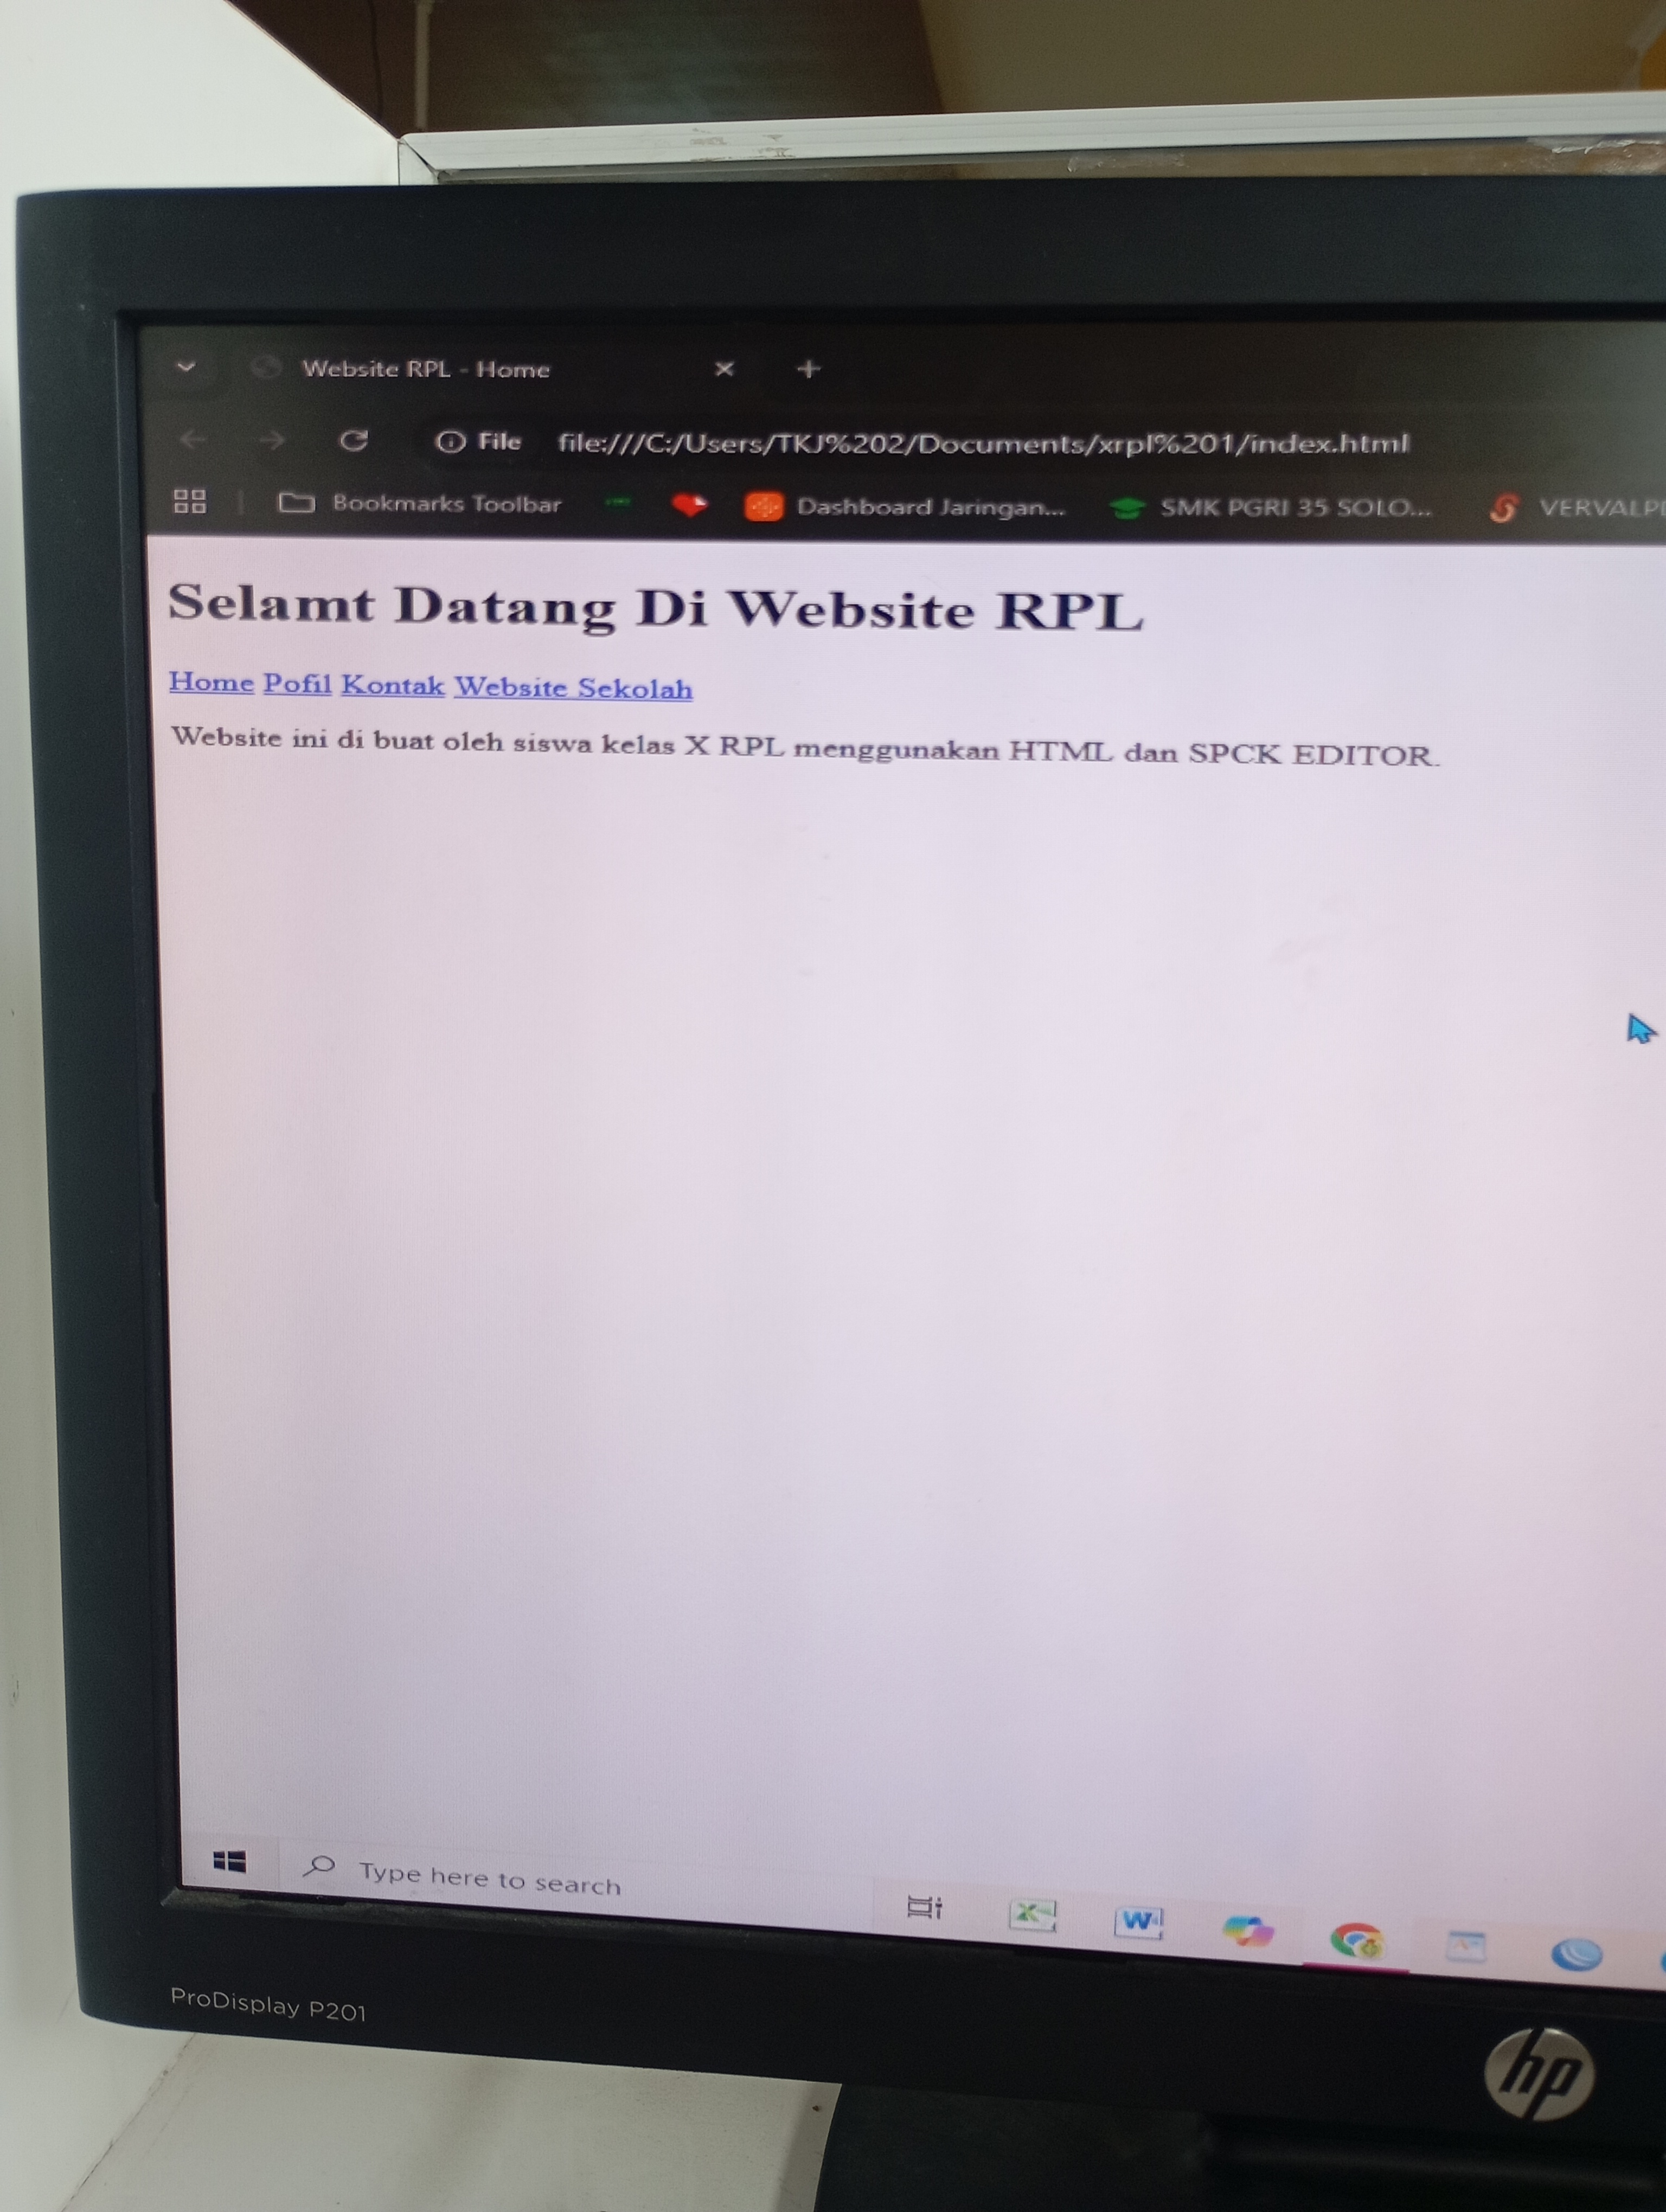 Website RPL - Home
File file:///C:/Users/TKJ%202/Documents/xrpl%201/index.html
Bookmarks Toolbar Dashboard Jaringan... SMK PGRI 35 SOLO... VERVALP
Selamt Datang Di Website RPL
Home Pofil Kontak Website Sekolah
Website ini di buat oleh siswa kelas X RPL menggunakan HTML dan SPCK EDITOR.
Type here to search
ProDisplay P201
hp